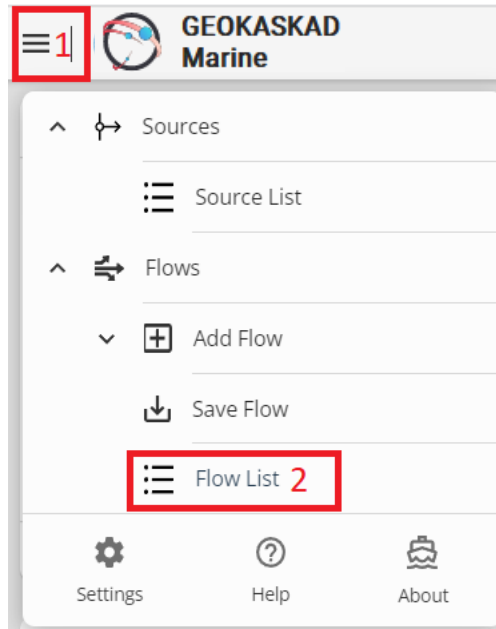 1
GEOKASKAD
Marine
Sources
Source List
Flows
Add Flow
Save Flow
Flow List 2
Settings Help About